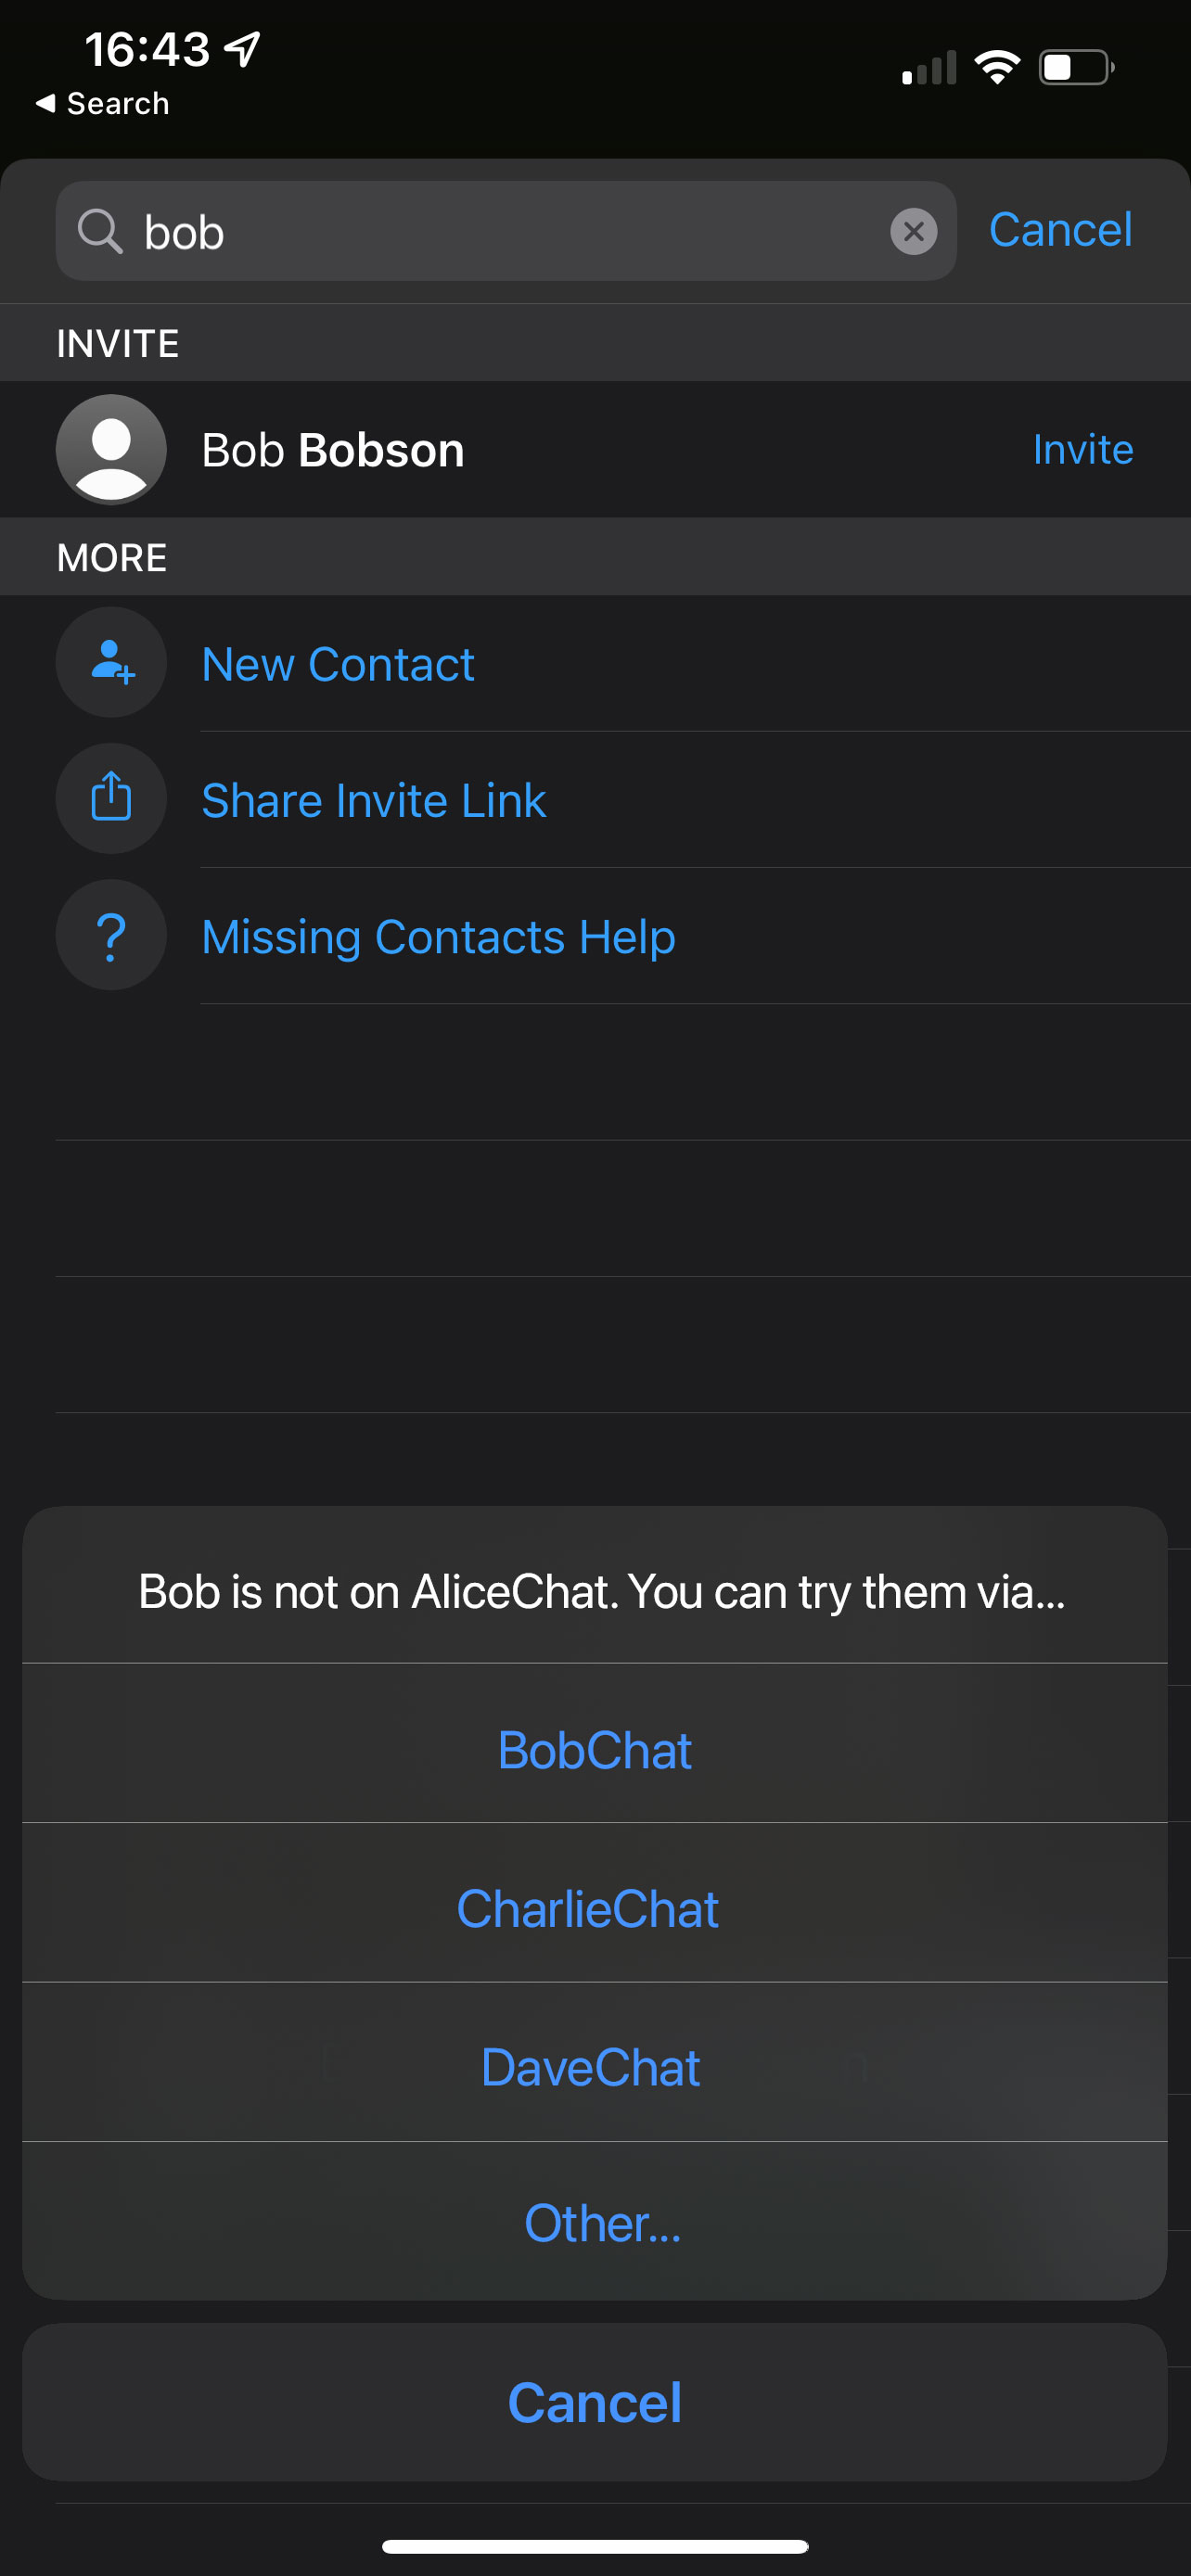 16:43
Search
bob
Cancel
INVITE
Bob Bobson
Invite
MORE
New Contact
Share Invite Link
Missing Contacts Help
Bob is not on AliceChat. You can try them via...
BobChat
CharlieChat
DaveChat
Other...
Cancel